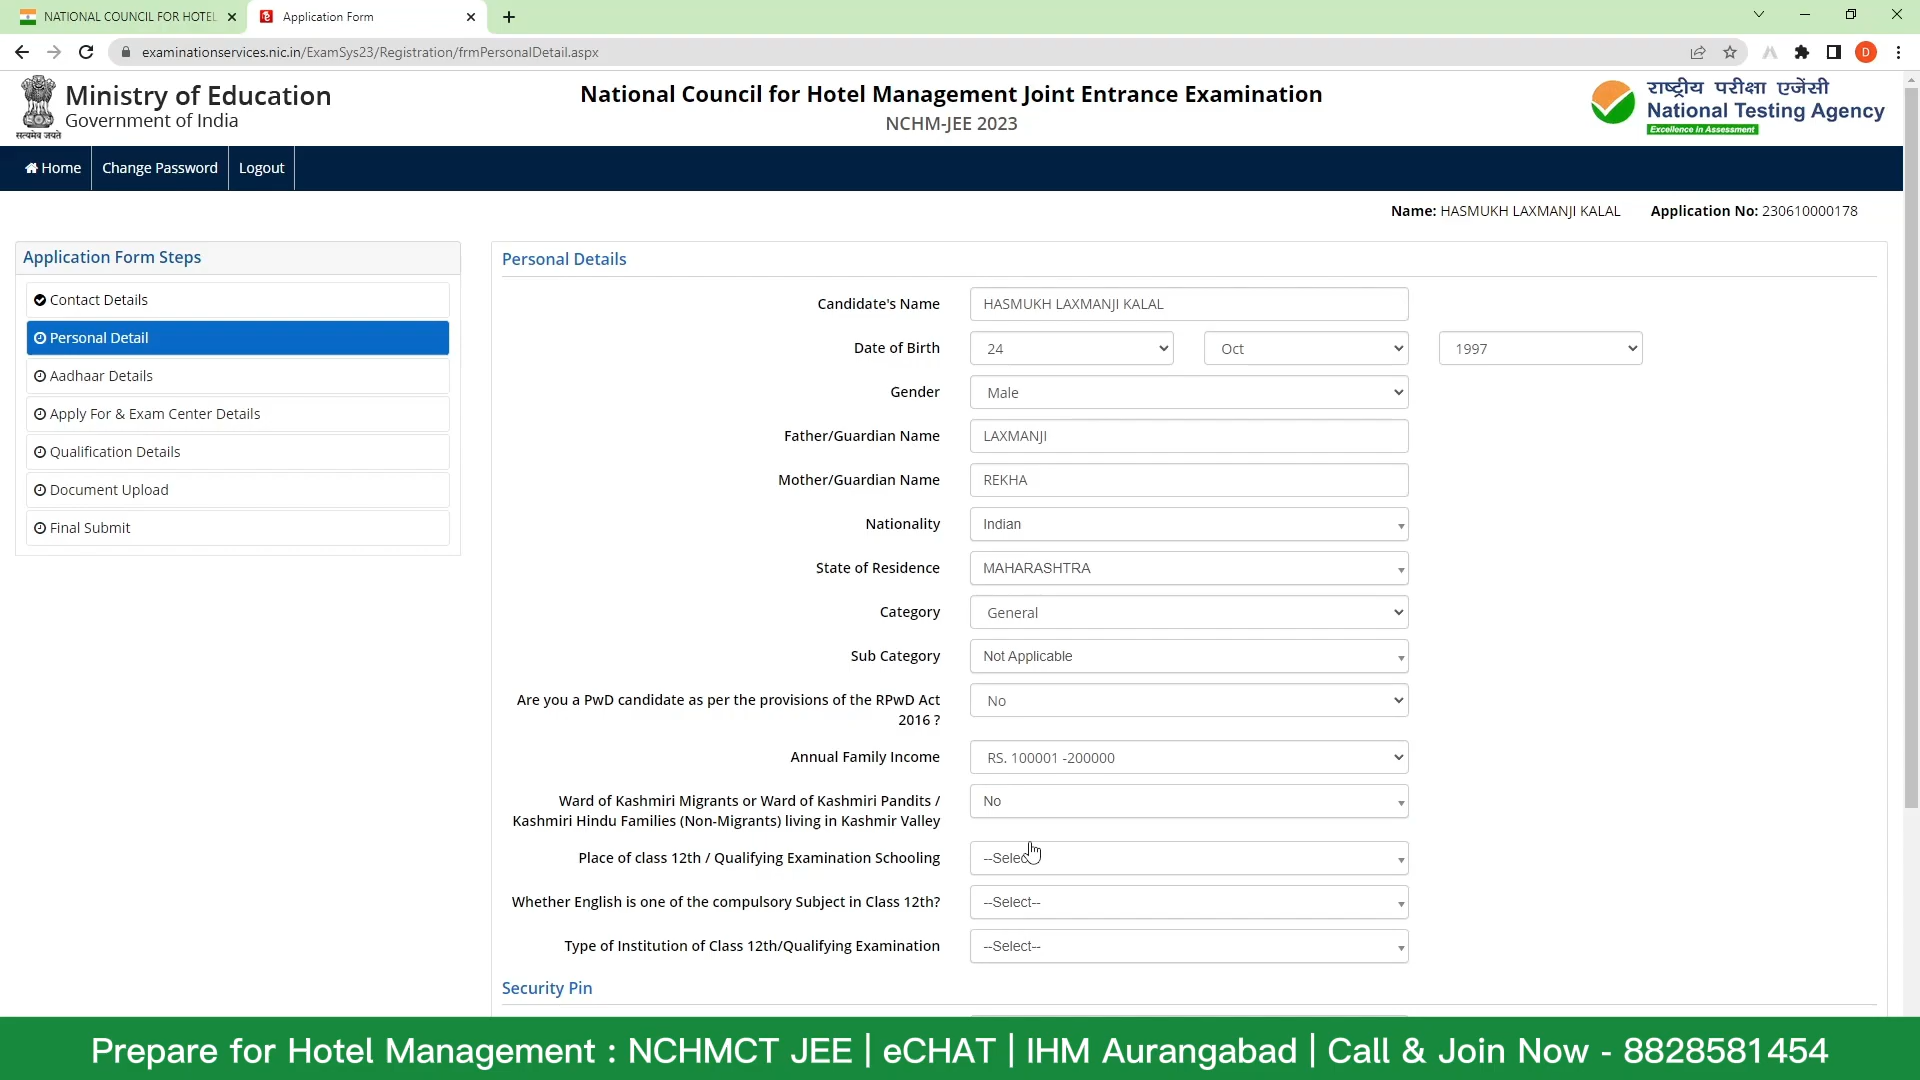 NATIONAL COUNCIL FOR HOTEL
Application Form
examinationservices.nic.in/ExamSys23/Registration/frmPersonalDetail.aspx
D
सत्यमेव जयते
Ministry of Education
Government of India
National Council for Hotel Management Joint Entrance Examination
NCHM-JEE 2023
राष्ट्रीय परीक्षा एजेंसी
National Testing Agency
Excellence in Assessment
Home
Change Password
Logout
Name: HASMUKH LAXMANJI KALAL
Application No: 230610000178
Application Form Steps
Contact Details
Personal Detail
Aadhaar Details
Apply For & Exam Center Details
Qualification Details
Document Upload
Final Submit
Personal Details
Candidate's Name HASMUKH LAXMANJI KALAL
Date of Birth 24 Oct 1997
Gender Male
Father/Guardian Name LAXMANJI
Mother/Guardian Name REKHA
Nationality Indian
State of Residence MAHARASHTRA
Category General
Sub Category Not Applicable
Are you a PwD candidate as per the provisions of the RPwD Act No
2016 ?
Annual Family Income RS. 100001 -200000
Ward of Kashmiri Migrants or Ward of Kashmiri Pandits / No
Kashmiri Hindu Families (Non-Migrants) living in Kashmir Valley
Place of class 12th / Qualifying Examination Schooling
Whether English is one of the compulsory Subject in Class 12th? --Select--
Type of Institution of Class 12th/Qualifying Examination --Select--
Security Pin
Prepare for Hotel Management : NCHMCT JEE | eCHAT | IHM Aurangabad | Call & Join Now - 8828581454